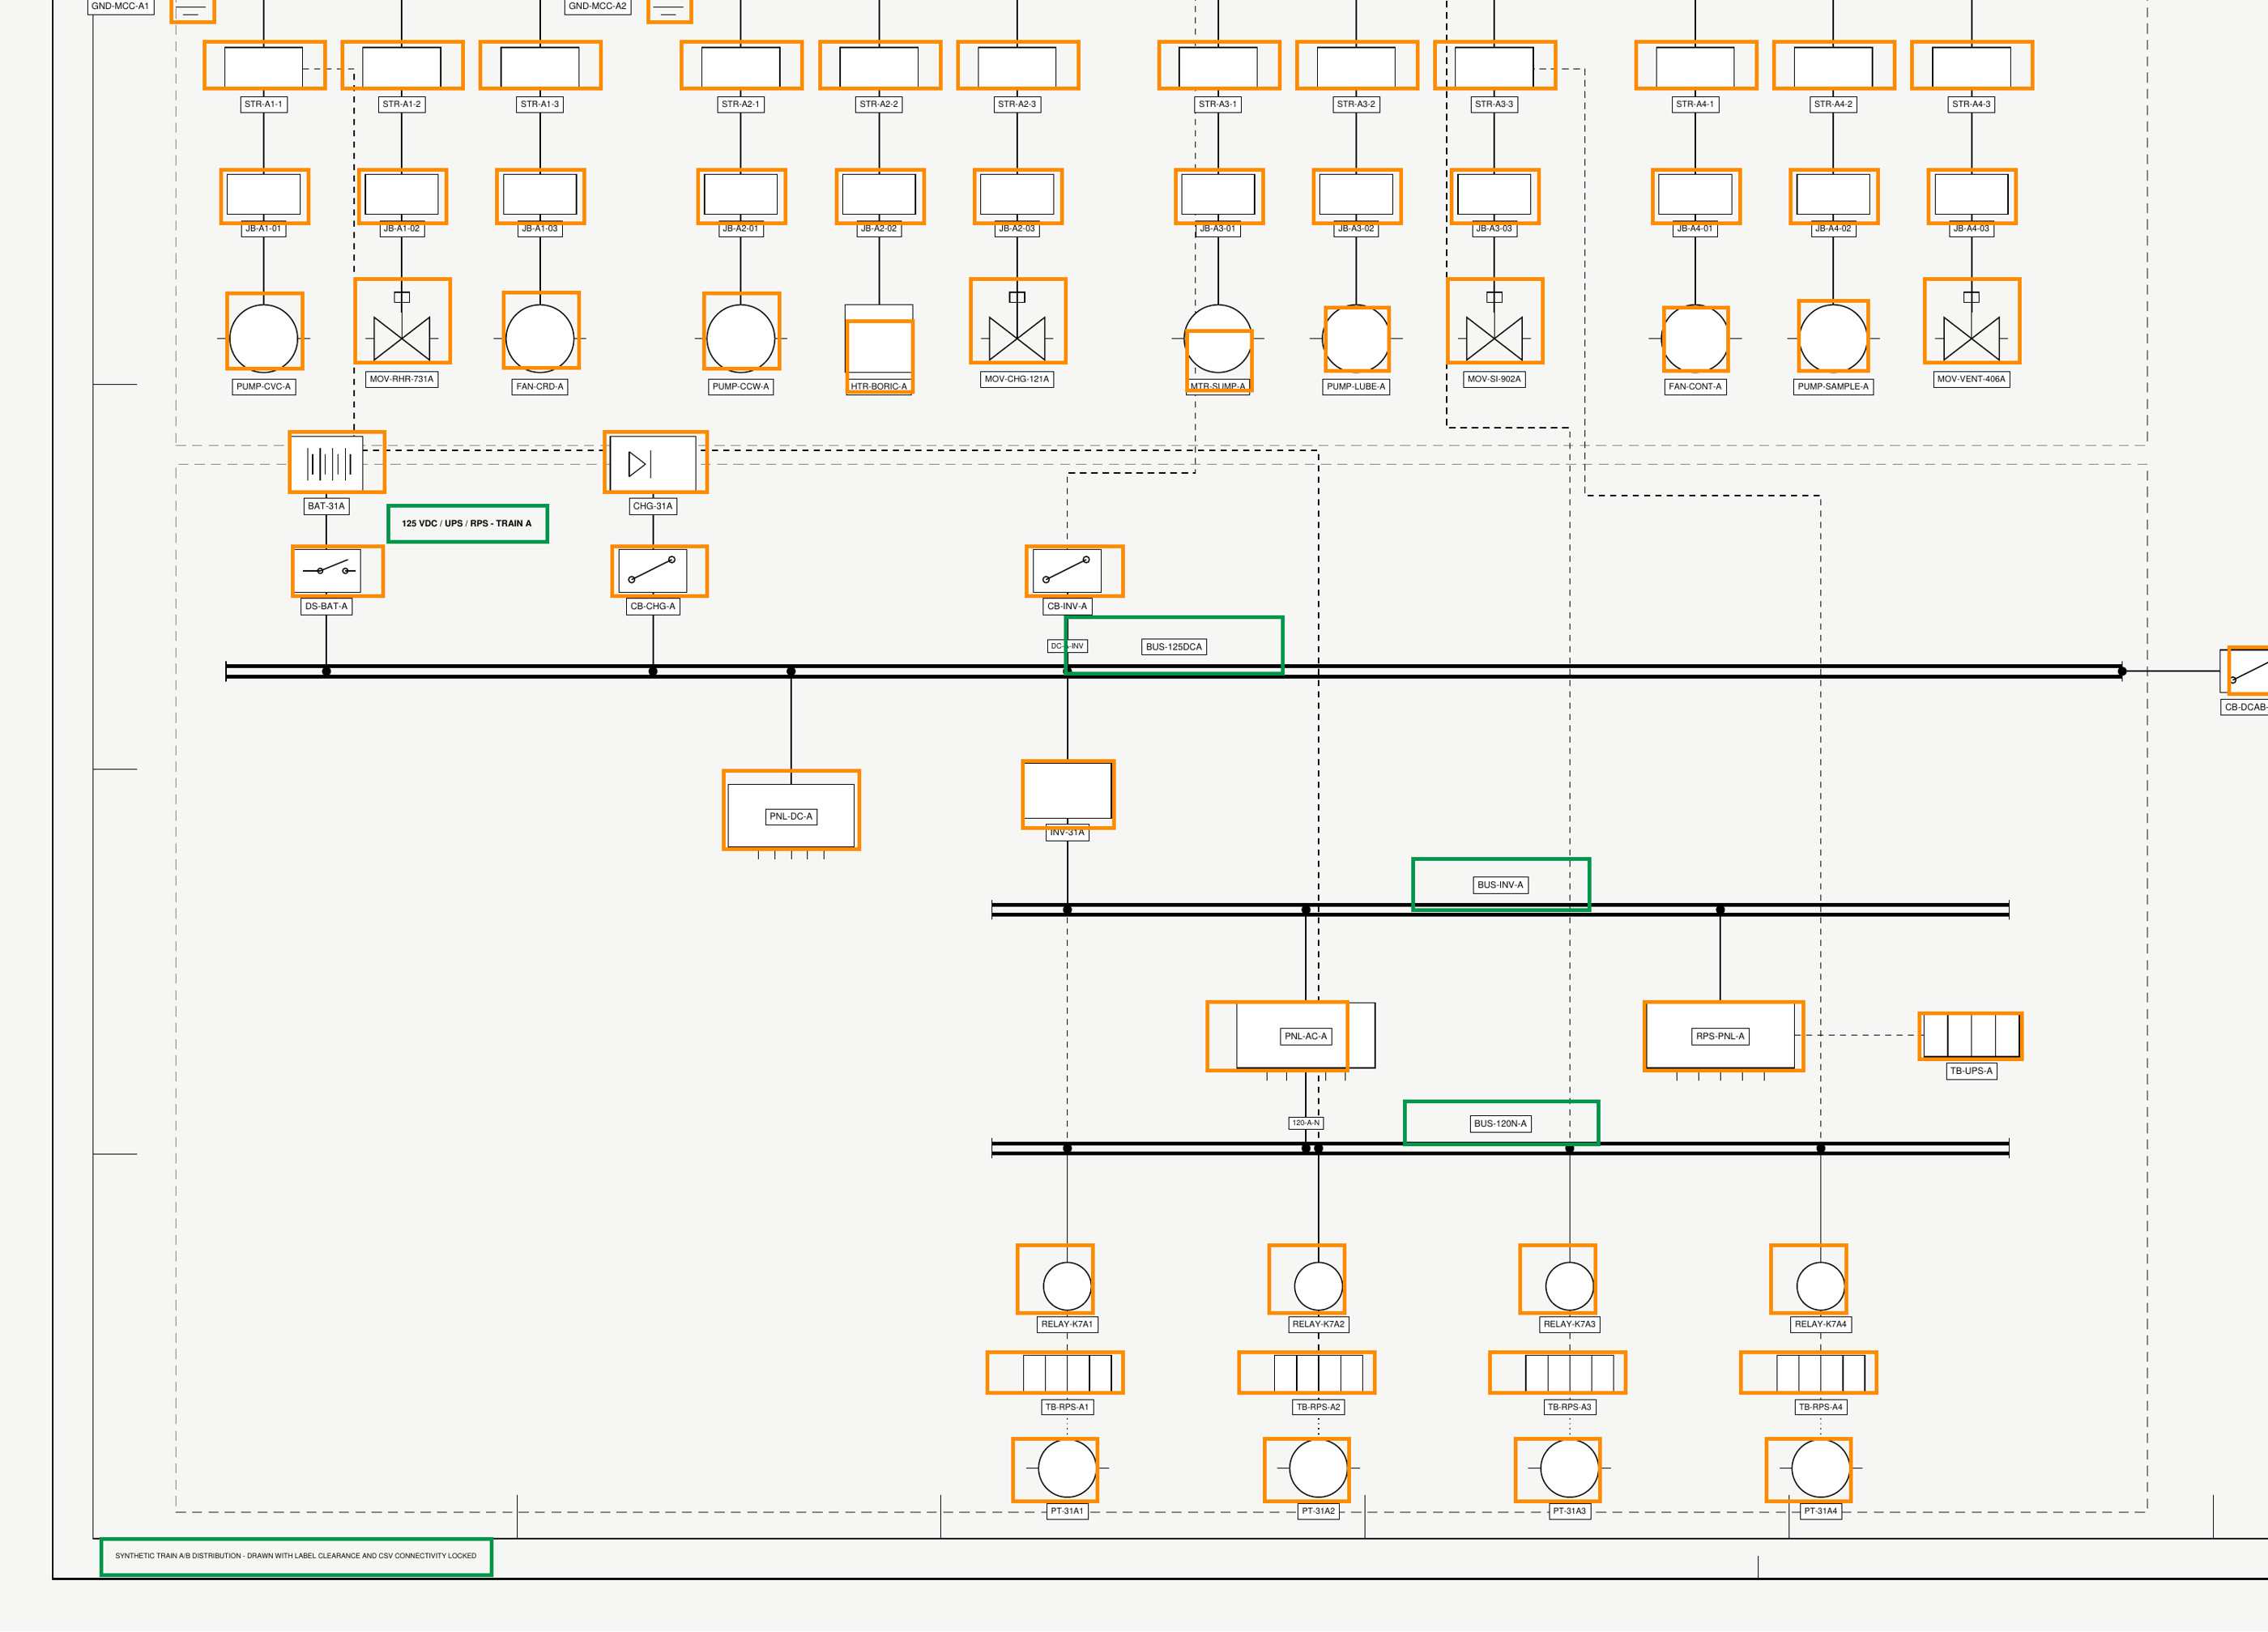 GND-MCC-A1
GND-MCC-A2
STR-A1-1
STR-A1-2
STR-A1-3
STR-A2-1
STR-A2-2
STR-A2-3
STR-A3-1
STR-A3-2
STR-A3-3
STR-A4-1
STR-A4-2
STR-A4-3
JB-A1-01
JB-A1-02
JB-A1-03
JB-A2-01
JB-A2-02
JB-A2-03
JB-A3-01
JB-A3-02
JB-A3-03
JB-A4-01
JB-A4-02
JB-A4-03
PUMP-CVC-A
MOV-RHR-731A
FAN-CRD-A
PUMP-CCW-A
HTR-BORIC-A
MOV-CHG-121A
MTR-SUMP-A
PUMP-LUBE-A
MOV-SI-902A
FAN-CONT-A
PUMP-SAMPLE-A
MOV-VENT-406A
BAT-31A
CHG-31A
125 VDC / UPS / RPS - TRAIN A
DS-BAT-A
CB-CHG-A
CB-INV-A
DC-A-INV
BUS-125DCA
CB-DCAB-
PNL-DC-A
INV-31A
BUS-INV-A
PNL-AC-A
RPS-PNL-A
TB-UPS-A
120-A-N
BUS-120N-A
RELAY-K7A1
RELAY-K7A2
RELAY-K7A3
RELAY-K7A4
TB-RPS-A1
TB-RPS-A2
TB-RPS-A3
TB-RPS-A4
PT-31A1
PT-31A2
PT-31A3
PT-31A4
SYNTHETIC TRAIN A/B DISTRIBUTION - DRAWN WITH LABEL CLEARANCE AND CSV CONNECTIVITY LOCKED